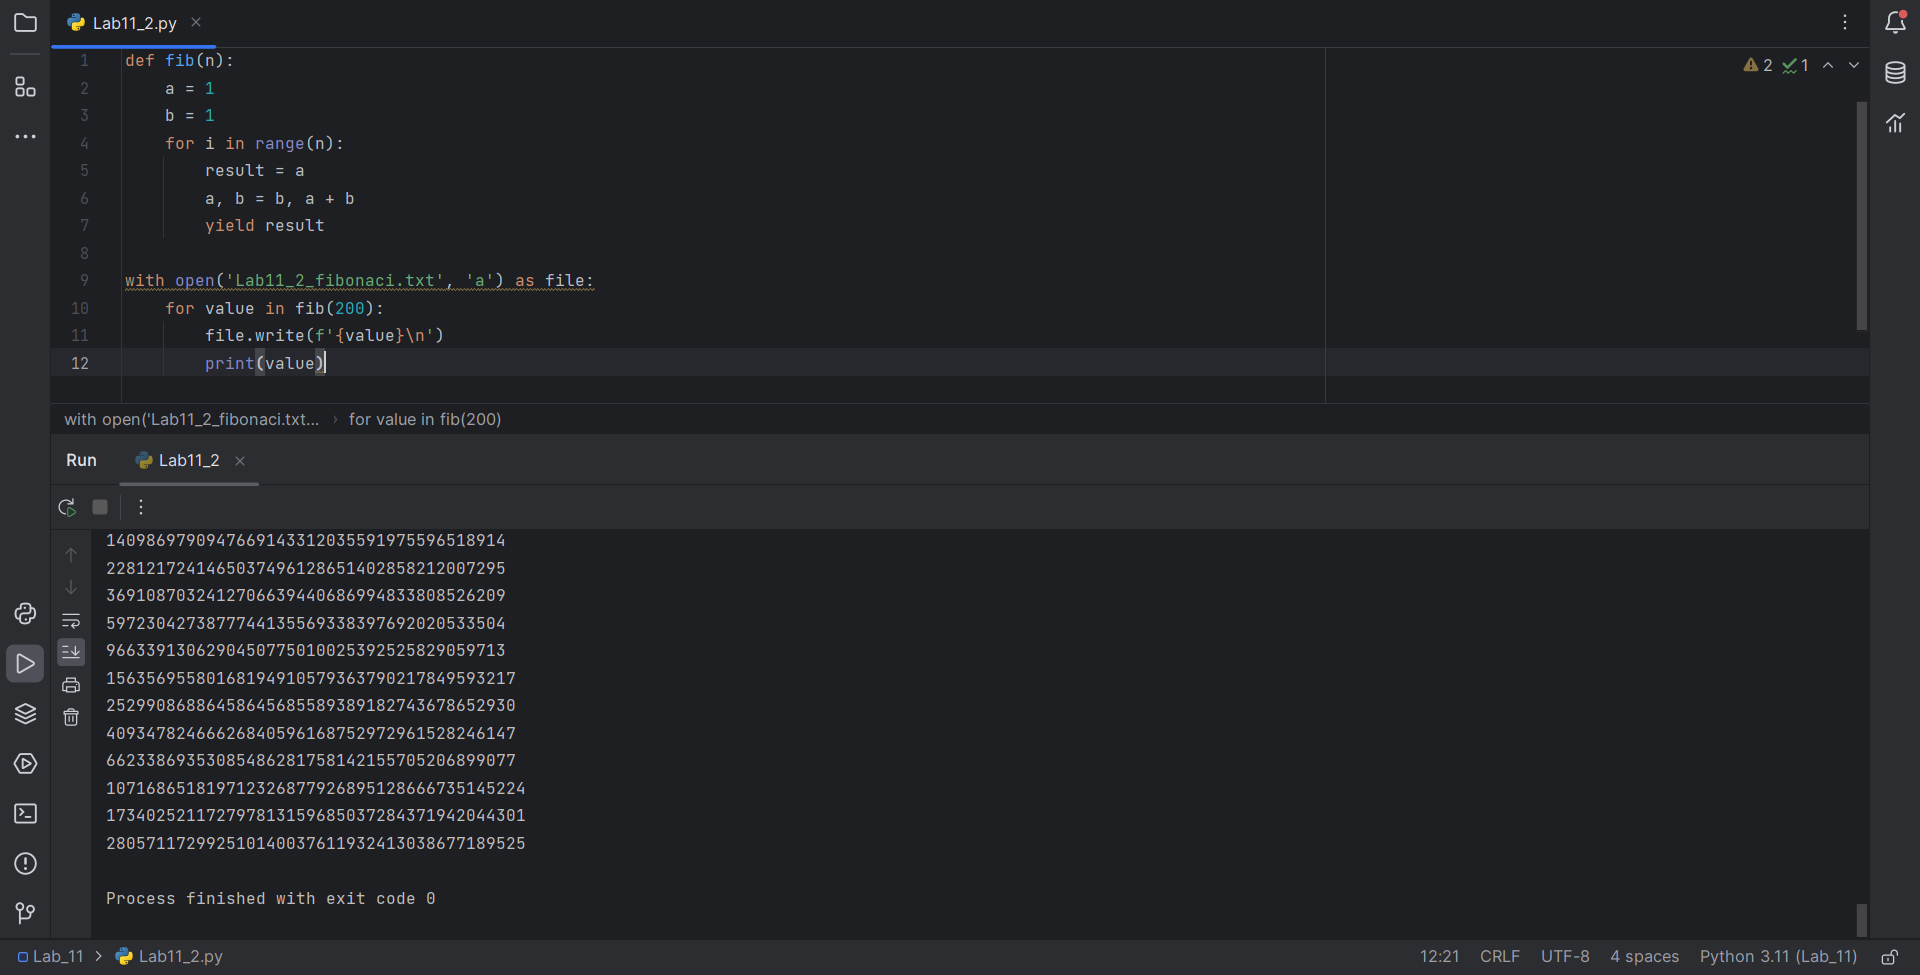 Lab11_2.py
1 def fib(n):
2     a = 1
3     b = 1
4     for i in range(n):
5         result = a
6         a, b = b, a + b
7         yield result
8
9 with open('Lab11_2_fibonaci.txt', 'a') as file:
10     for value in fib(200):
11         file.write(f'{value}\n')
12         print(value)
2 1
with open('Lab11_2_fibonaci.txt... › for value in fib(200)
Run Lab11_2
1409869790947669143312035591975596518914
2281217241465037496128651402858212007295
3691087032412706639440686994833808526209
5972304273877744135569338397692020533504
9663391306290450775010025392525829059713
15635695580168194910579363790217849593217
25299086886458645685589389182743678652930
40934782466626840596168752972961528246147
66233869353085486281758142155705206899077
107168651819712326877926895128666735145224
173402521172797813159685037284371942044301
280571172992510140037611932413038677189525
Process finished with exit code 0
Lab_11 > Lab11_2.py 12:21 CRLF UTF-8 4 spaces Python 3.11 (Lab_11)